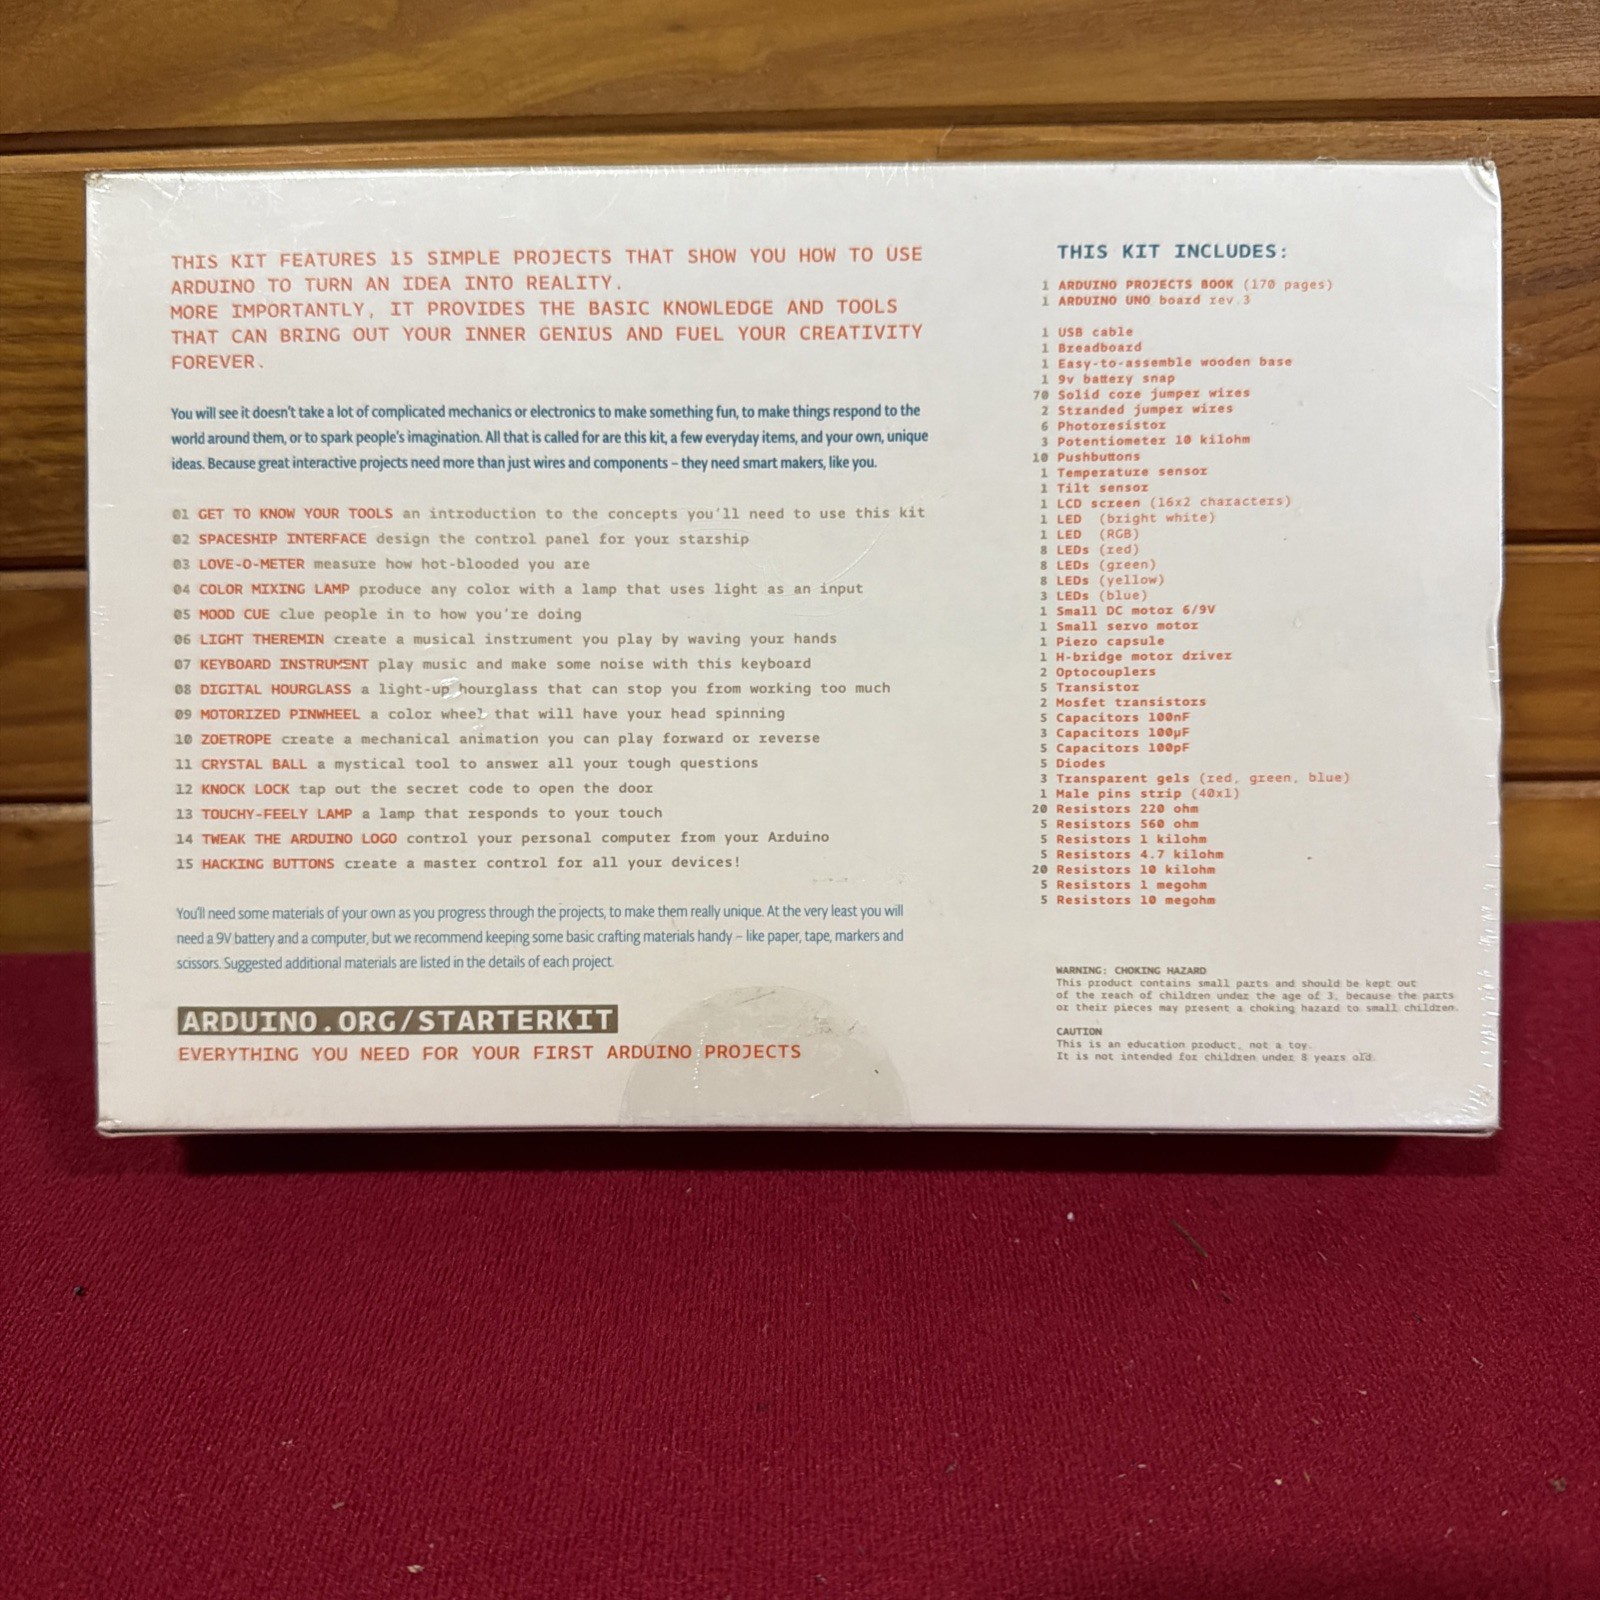 THIS KIT FEATURES 15 SIMPLE PROJECTS THAT SHOW YOU HOW TO USE
ARDUINO TO TURN AN IDEA INTO REALITY.
MORE IMPORTANTLY, IT PROVIDES THE BASIC KNOWLEDGE AND TOOLS
THAT CAN BRING OUT YOUR INNER GENIUS AND FUEL YOUR CREATIVITY
FOREVER.
You will see it doesn't take a lot of complicated mechanics or electronics to make something fun, to make things respond to the
world around them, or to spark people's imagination. All that is called for are this kit, a few everyday items, and your own, unique
ideas. Because great interactive projects need more than just wires and components – they need smart makers, like you.
01 GET TO KNOW YOUR TOOLS an introduction to the concepts you'll need to use this kit
02 SPACESHIP INTERFACE design the control panel for your starship
03 LOVE-O-METER measure how hot-blooded you are
04 COLOR MIXING LAMP produce any color with a lamp that uses light as an input
05 MOOD CUE clue people in to how you're doing
06 LIGHT THEREMIN create a musical instrument you play by waving your hands
07 KEYBOARD INSTRUMENT play music and make some noise with this keyboard
08 DIGITAL HOURGLASS a light-up hourglass that can stop you from working too much
09 MOTORIZED PINWHEEL a color wheel that will have your head spinning
10 ZOETROPE create a mechanical animation you can play forward or reverse
11 CRYSTAL BALL a mystical tool to answer all your tough questions
12 KNOCK LOCK tap out the secret code to open the door
13 TOUCHY-FEELY LAMP a lamp that responds to your touch
14 TWEAK THE ARDUINO LOGO control your personal computer from your Arduino
15 HACKING BUTTONS create a master control for all your devices!
You'll need some materials of your own as you progress through the projects, to make them really unique. At the very least you will
need a 9V battery and a computer, but we recommend keeping some basic crafting materials handy – like paper, tape, markers and
scissors. Suggested additional materials are listed in the details of each project.
ARDUINO.ORG/STARTERKIT
EVERYTHING YOU NEED FOR YOUR FIRST ARDUINO PROJECTS
THIS KIT INCLUDES:
1 ARDUINO PROJECTS BOOK (170 pages)
1 ARDUINO UNO board rev.3
1 USB cable
1 Breadboard
1 Easy-to-assemble wooden base
1 9v battery snap
70 Solid core jumper wires
2 Stranded jumper wires
6 Photoresistor
3 Potentiometer 10 kilohm
10 Pushbuttons
1 Temperature sensor
1 Tilt sensor
1 LCD screen (16x2 characters)
1 LED (bright white)
1 LED (RGB)
8 LEDs (red)
8 LEDs (green)
8 LEDs (yellow)
3 LEDs (blue)
1 Small DC motor 6/9V
1 Small servo motor
1 Piezo capsule
1 H-bridge motor driver
2 Optocouplers
5 Transistor
2 Mosfet transistors
5 Capacitors 100nF
3 Capacitors 100µF
5 Capacitors 100pF
5 Diodes
3 Transparent gels (red, green, blue)
1 Male pins strip (40x1)
20 Resistors 220 ohm
5 Resistors 560 ohm
5 Resistors 1 kilohm
5 Resistors 4.7 kilohm
20 Resistors 10 kilohm
5 Resistors 1 megohm
5 Resistors 10 megohm
WARNING: CHOKING HAZARD
This product contains small parts and should be kept out
of the reach of children under the age of 3, because the parts
or their pieces may present a choking hazard to small children.
CAUTION
This is an education product, not a toy.
It is not intended for children under 8 years old.